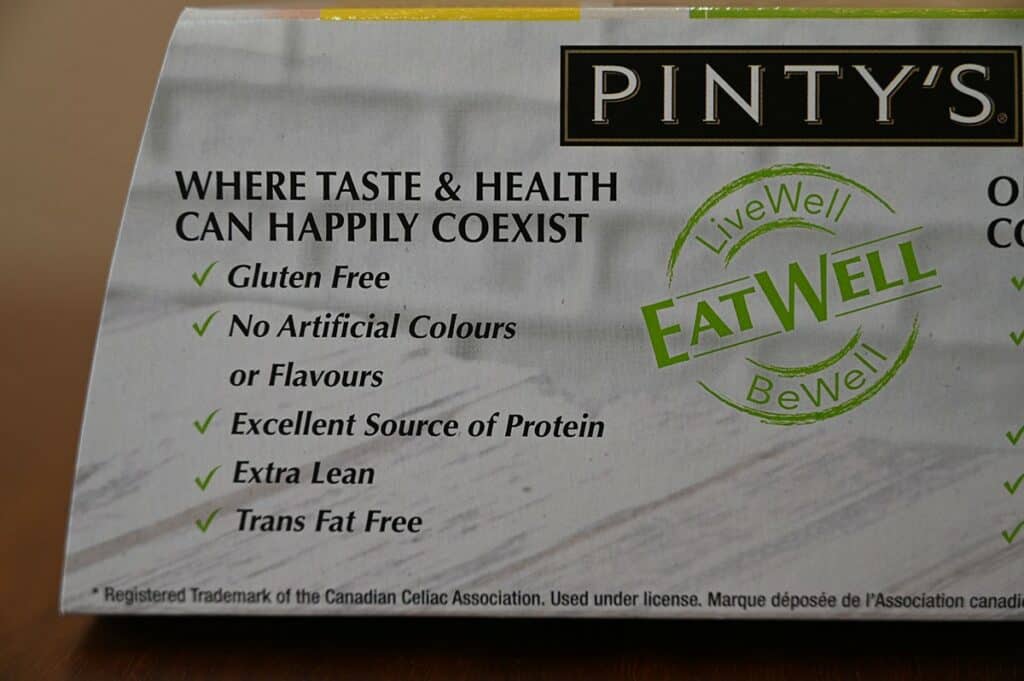 PINTY'S®
WHERE TASTE & HEALTH
CAN HAPPILY COEXIST
✓ Gluten Free
✓ No Artificial Colours
or Flavours
✓ Excellent Source of Protein
✓ Extra Lean
✓ Trans Fat Free
LiveWell
EATWELL
BeWell
* Registered Trademark of the Canadian Celiac Association. Used under license. Marque déposée de l'Association